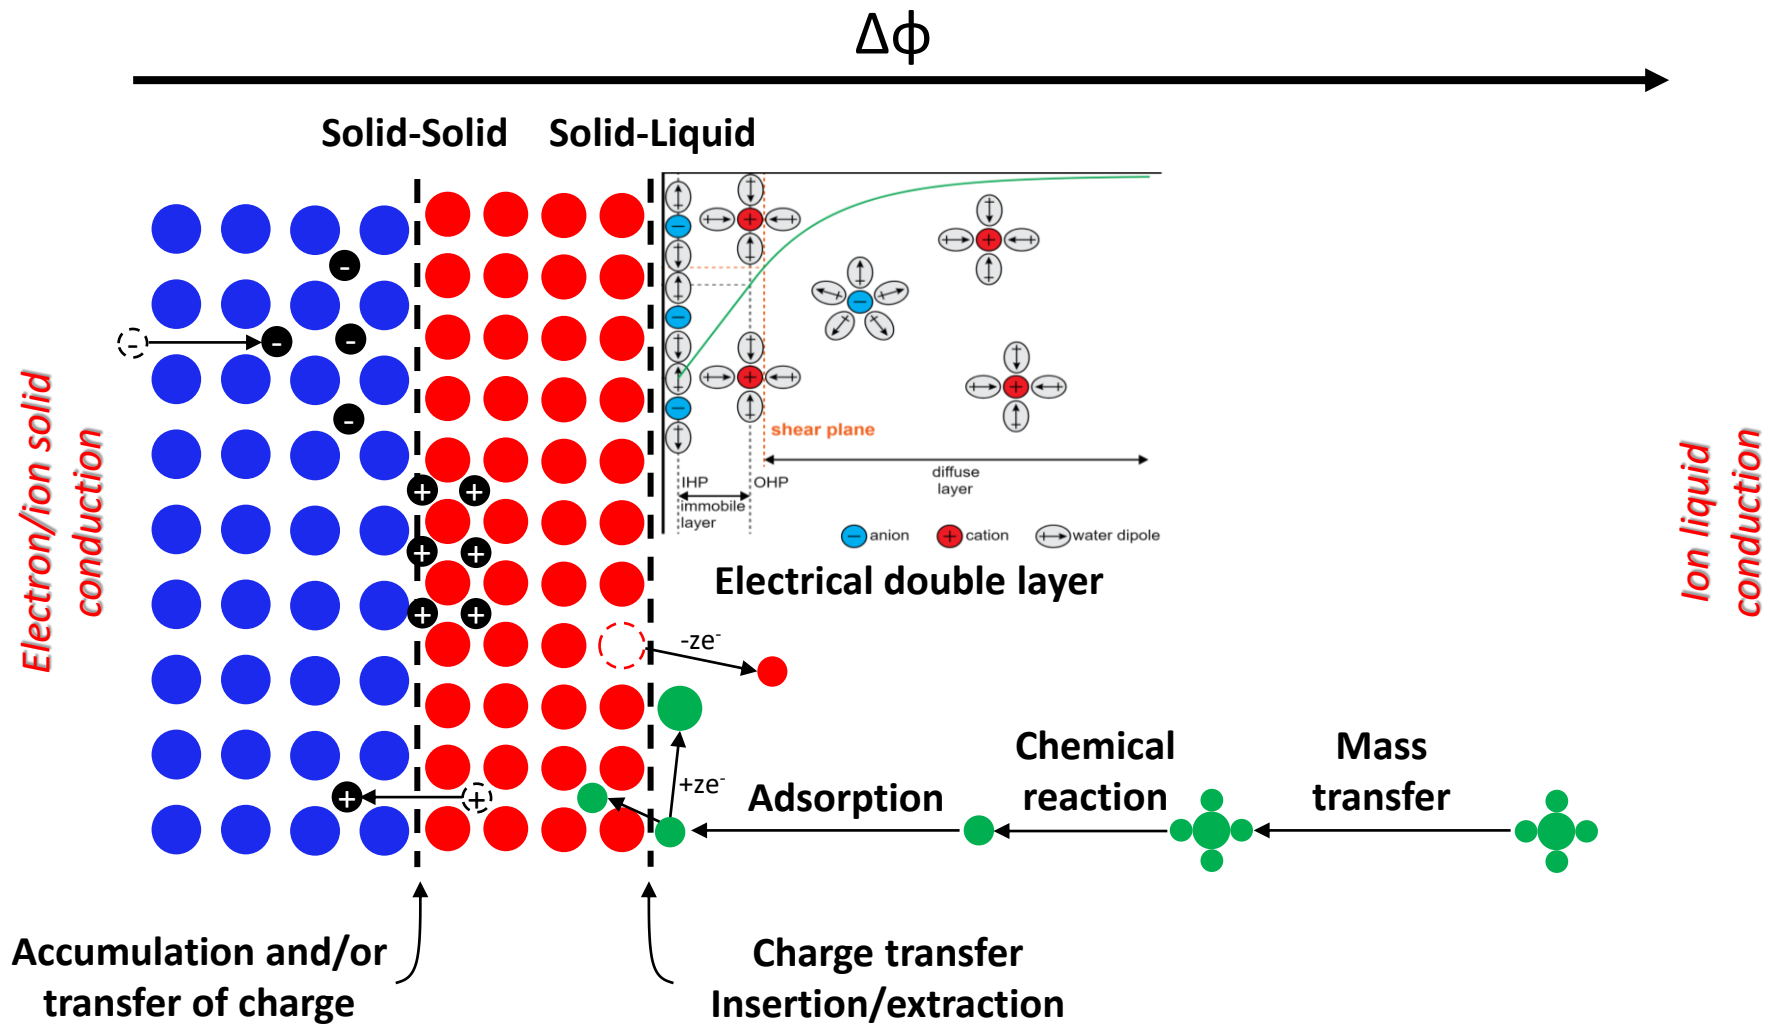 Δϕ
Solid-Solid
Solid-Liquid
Electron/ion solid
conduction
shear plane
IHP
OHP
immobile
layer
diffuse
layer
anion
cation
water dipole
Electrical double layer
Ion liquid
conduction
-ze⁻
+ze⁻
Adsorption
Chemical
reaction
Mass
transfer
Accumulation and/or
transfer of charge
Charge transfer
Insertion/extraction